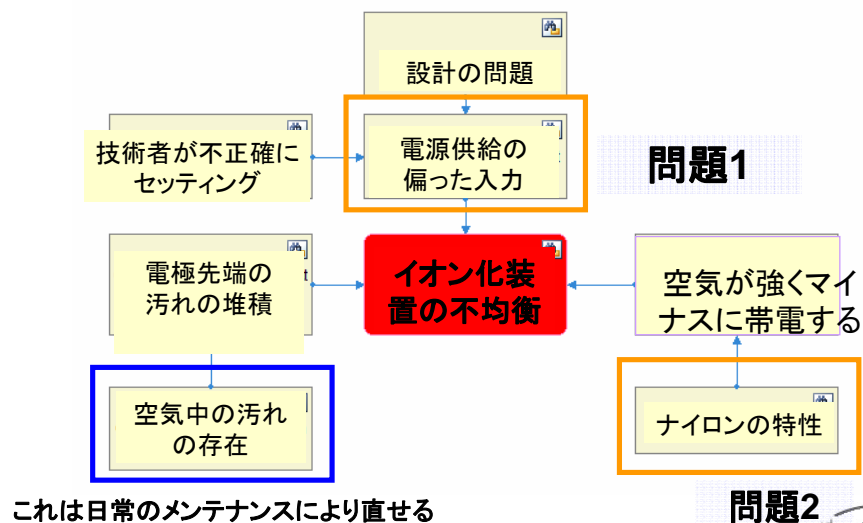 設計の問題
技術者が不正確に
セッティング
電源供給の
偏った入力
問題1
電極先端の
汚れの堆積
イオン化装
置の不均衡
空気が強くマイ
ナスに帯電する
空気中の汚れ
の存在
ナイロンの特性
これは日常のメンテナンスにより直せる
問題2